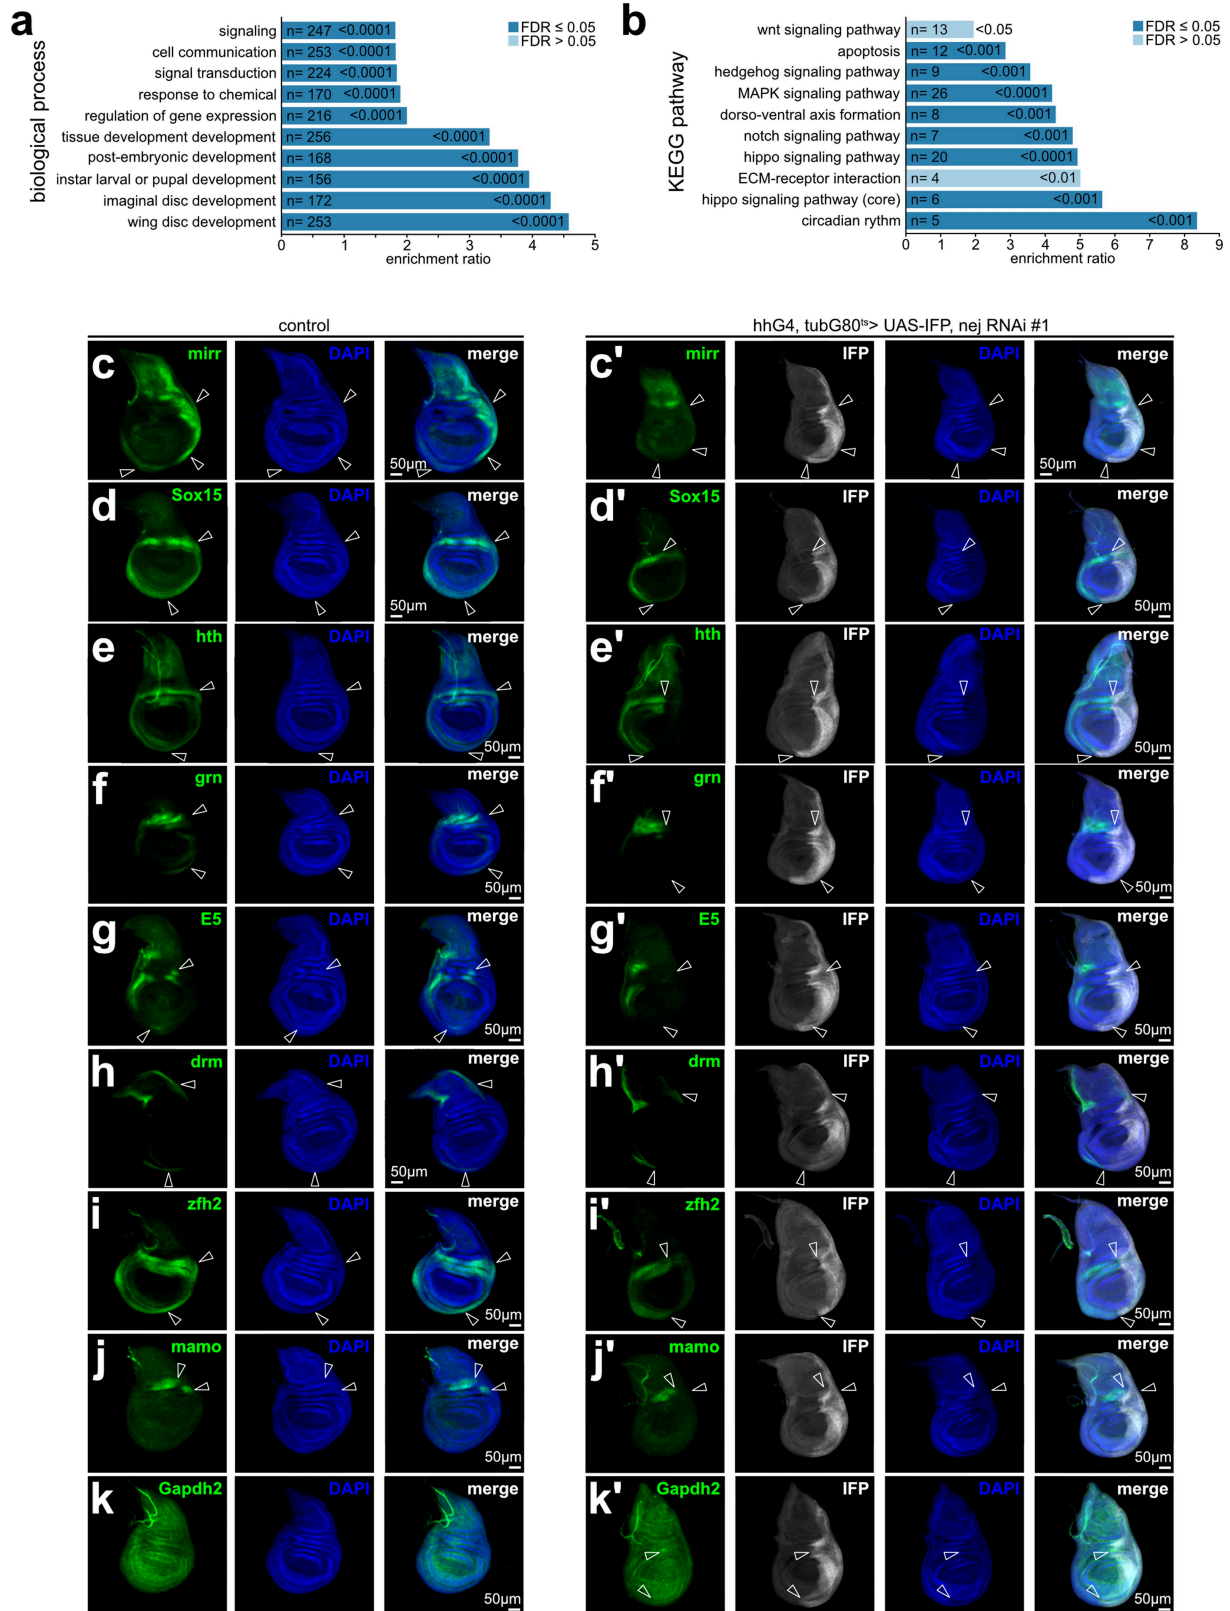 a
biological process
signaling n= 247 <0.0001
cell communication n= 253 <0.0001
signal transduction n= 224 <0.0001
response to chemical n= 170 <0.0001
regulation of gene expression n= 216 <0.0001
tissue development development n= 256 <0.0001
post-embryonic development n= 168 <0.0001
instar larval or pupal development n= 156 <0.0001
imaginal disc development n= 172 <0.0001
wing disc development n= 253 <0.0001
0 1 2 3 4 5
enrichment ratio
FDR ≤ 0.05
FDR > 0.05
b
KEGG pathway
wnt signaling pathway n= 13 <0.05
apoptosis n= 12 <0.001
hedgehog signaling pathway n= 9 <0.001
MAPK signaling pathway n= 26 <0.0001
dorso-ventral axis formation n= 8 <0.001
notch signaling pathway n= 7 <0.001
hippo signaling pathway n= 20 <0.0001
ECM-receptor interaction n= 4 <0.01
hippo signaling pathway (core) n= 6 <0.001
circadian rythm n= 5 <0.001
0 1 2 3 4 5 6 7 8 9
enrichment ratio
FDR ≤ 0.05
FDR > 0.05
control
hhG4, tubG80ts> UAS-IFP, nej RNAi #1
c mirr DAPI merge 50µm
c' mirr IFP DAPI merge 50µm
d Sox15 DAPI merge 50µm
d' Sox15 IFP DAPI merge 50µm
e hth DAPI merge 50µm
e' hth IFP DAPI merge 50µm
f grn DAPI merge 50µm
f' grn IFP DAPI merge 50µm
g E5 DAPI merge 50µm
g' E5 IFP DAPI merge 50µm
h drm DAPI merge 50µm
h' drm IFP DAPI merge 50µm
i zfh2 DAPI merge 50µm
i' zfh2 IFP DAPI merge 50µm
j mamo DAPI merge 50µm
j' mamo IFP DAPI merge 50µm
k Gapdh2 DAPI merge 50µm
k' Gapdh2 IFP DAPI merge 50µm